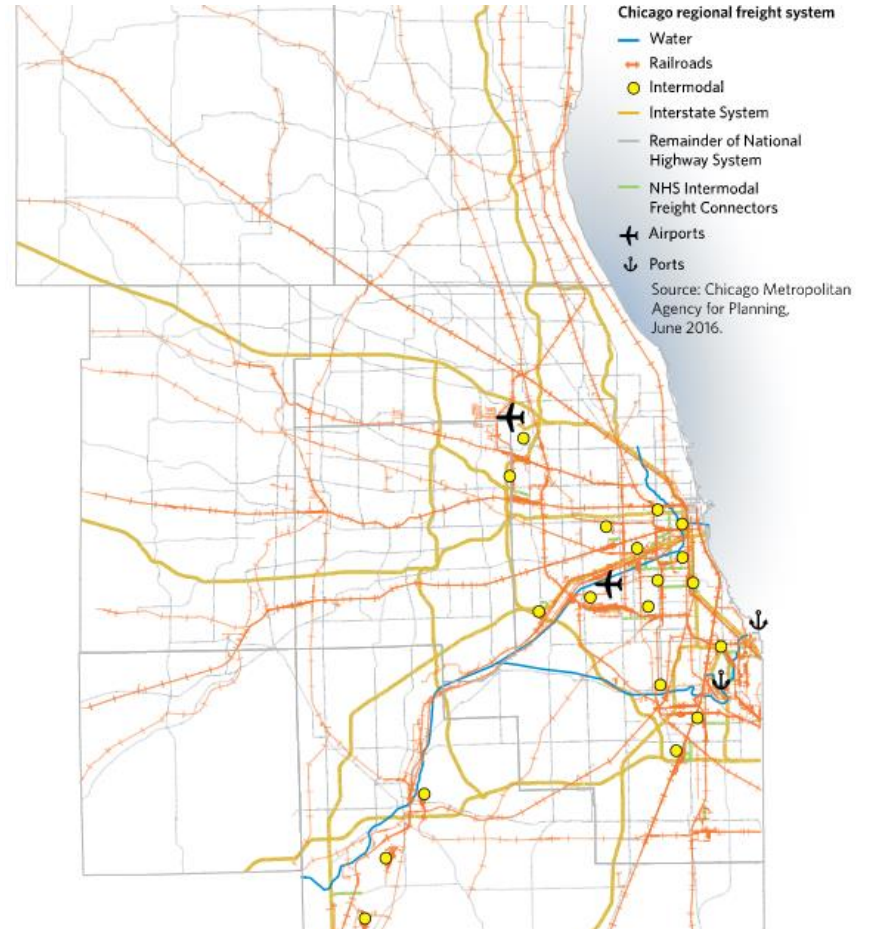 Chicago regional freight system
Water
Railroads
Intermodal
Interstate System
Remainder of National
Highway System
NHS Intermodal
Freight Connectors
Airports
Ports
Source: Chicago Metropolitan
Agency for Planning,
June 2016.